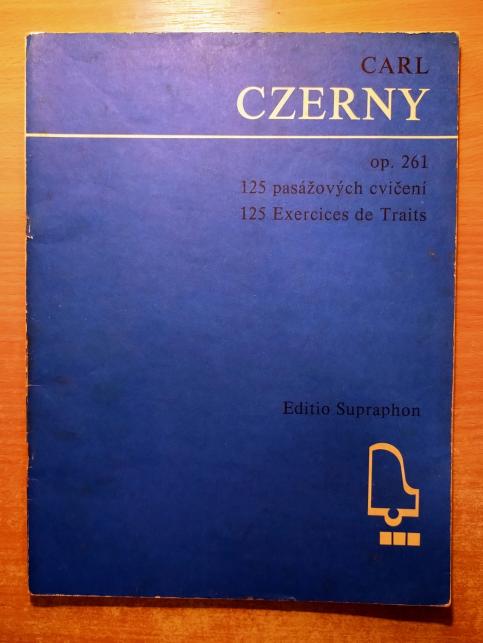 CARL
CZERNY
op. 261
125 pasážových cvičení
125 Exercices de Traits
Editio Supraphon